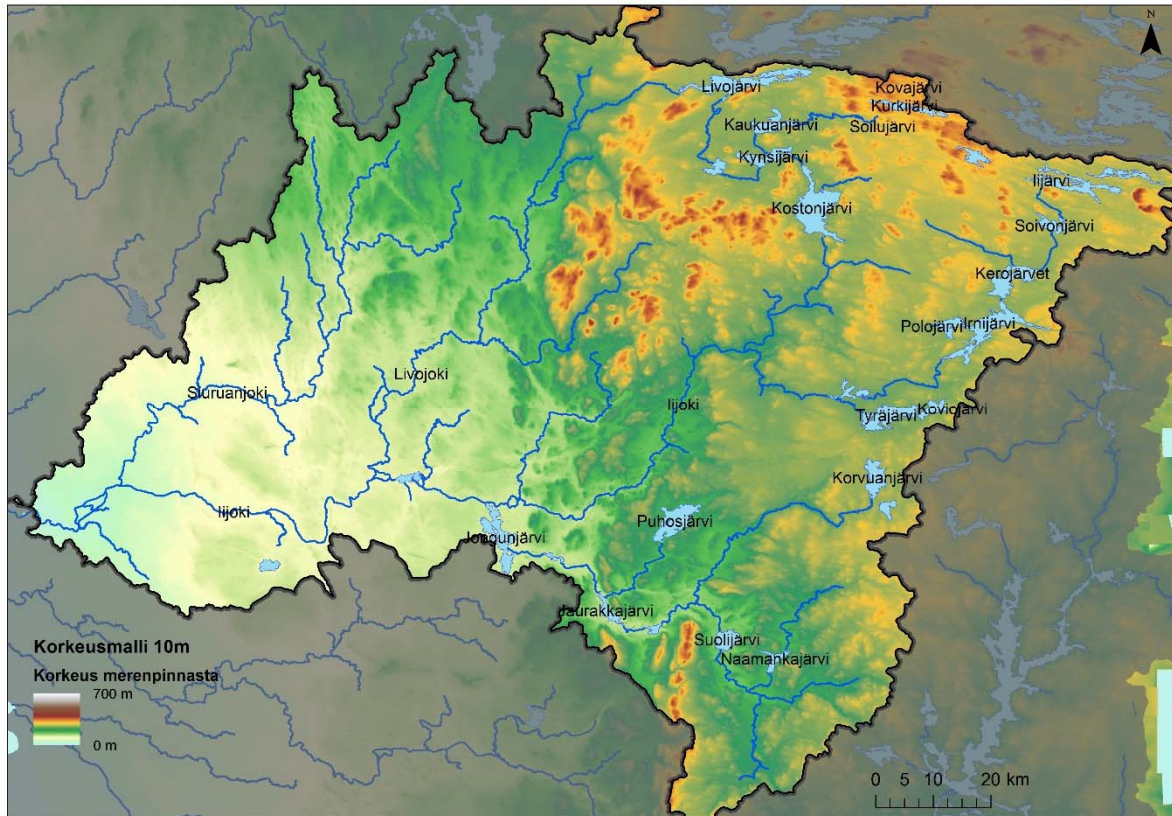 N
Livojärvi
Kovajärvi
Kurkijärvi
Kaukuanjärvi
Soilujärvi
Kynsijärvi
Iijärvi
Kostonjärvi
Soivonjärvi
Kerojärvet
Polojärvi
Irnijärvi
Siuruanjoki
Livojoki
Iijoki
Tyräjärvi
Koviojärvi
Korvuanjärvi
Iijoki
Puhosjärvi
Jongunjärvi
Jaurakkajärvi
Suolijärvi
Naamankajärvi
Korkeusmalli 10m
Korkeus merenpinnasta
700 m
0 m
0 5 10 20 km